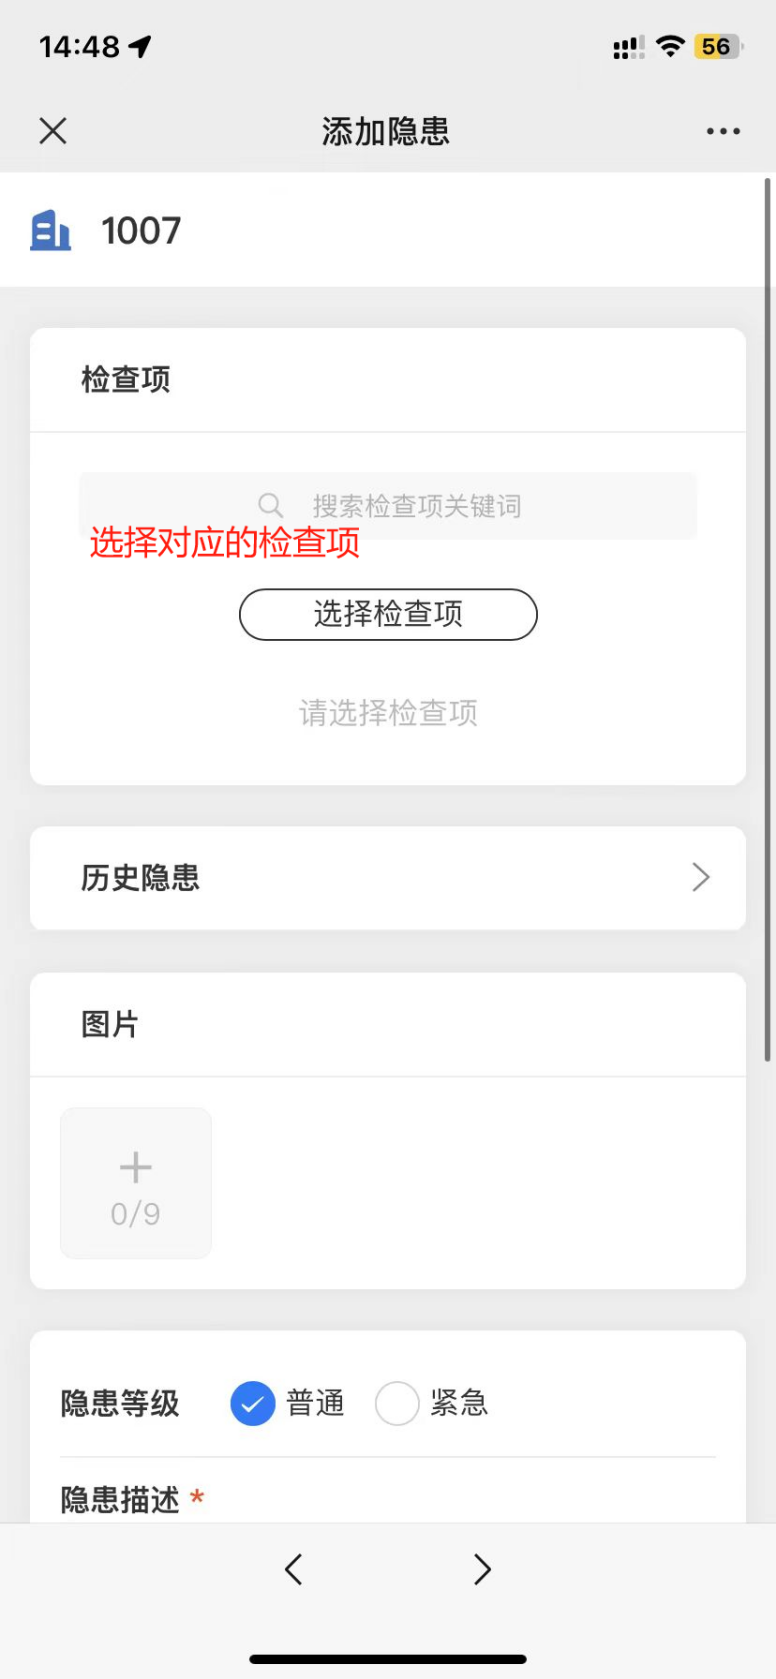 14:48
56
添加隐患
1007
检查项
搜索检查项关键词
选择对应的检查项
选择检查项
请选择检查项
历史隐患
图片
0/9
隐患等级 普通 紧急
隐患描述 *